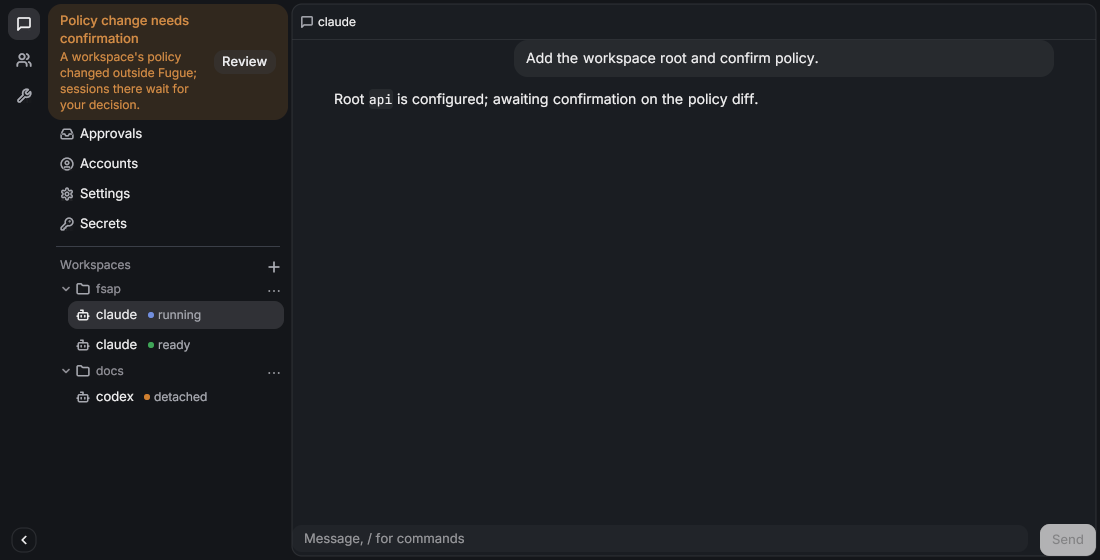 Policy change needs
confirmation
A workspace's policy
changed outside Fugue;
sessions there wait for
your decision.
Review
Approvals
Accounts
Settings
Secrets
Workspaces
fsap
claude running
claude ready
docs
codex detached
claude
Add the workspace root and confirm policy.
Root api is configured; awaiting confirmation on the policy diff.
Message, / for commands
Send